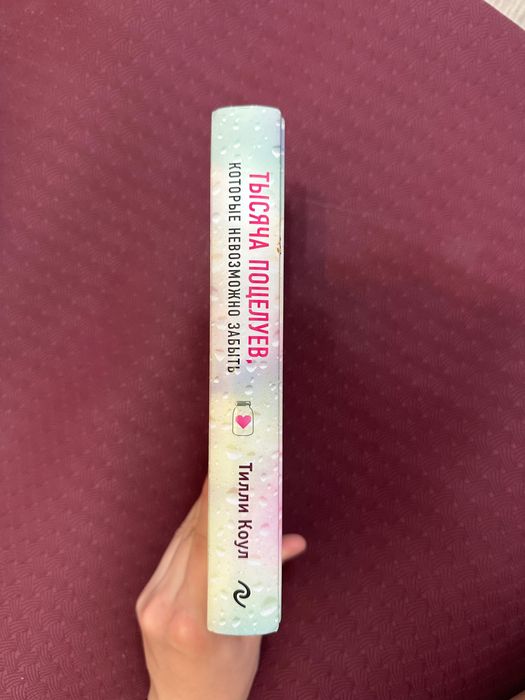 ТЫСЯЧА ПОЦЕЛУЕВ,
КОТОРЫЕ НЕВОЗМОЖНО ЗАБЫТЬ
Тилли Коул